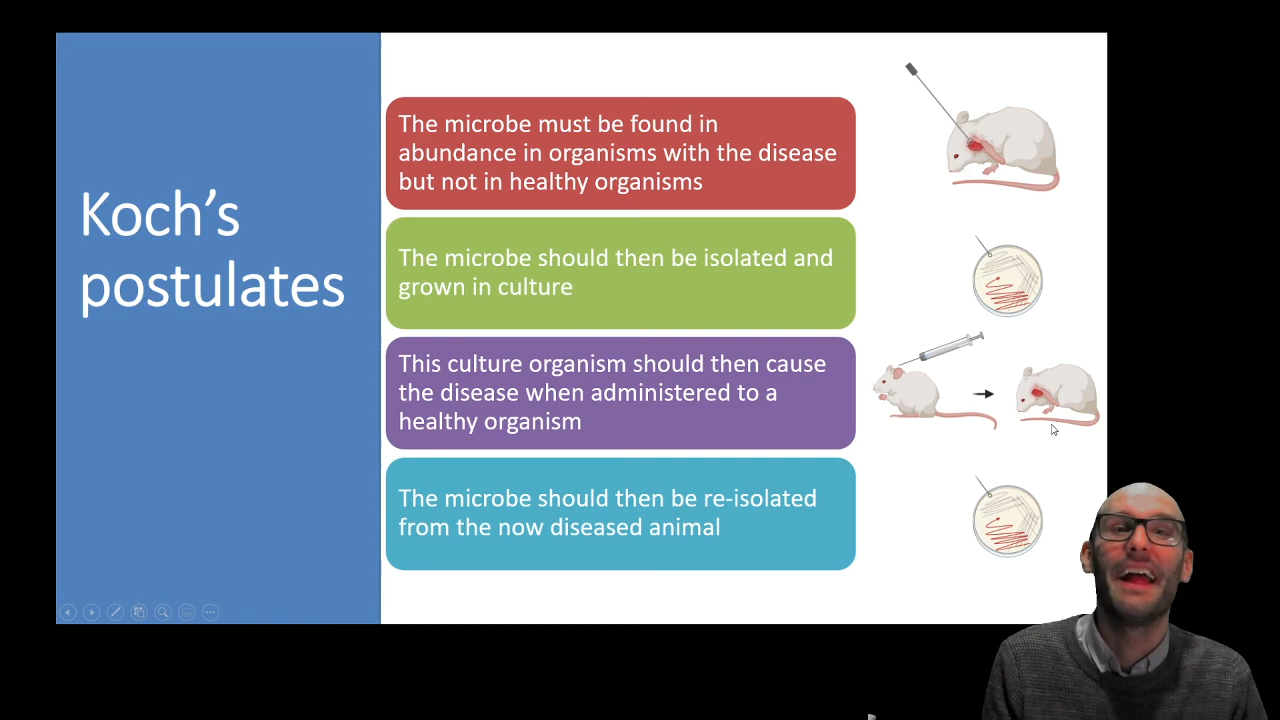 Koch’s
postulates
The microbe must be found in
abundance in organisms with the disease
but not in healthy organisms
The microbe should then be isolated and
grown in culture
This culture organism should then cause
the disease when administered to a
healthy organism
The microbe should then be re-isolated
from the now diseased animal